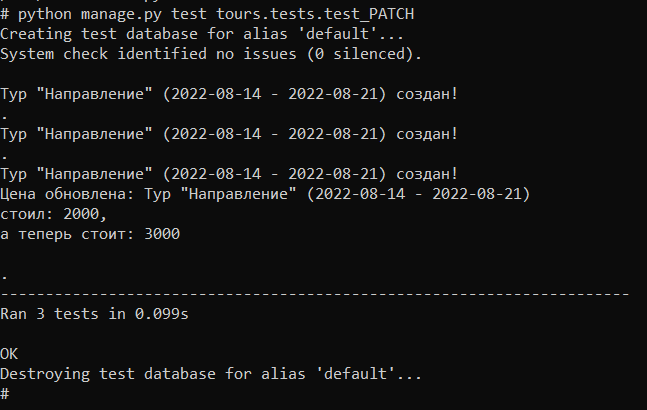 # python manage.py test tours.tests.test_PATCH
Creating test database for alias 'default'...
System check identified no issues (0 silenced).
Тур "Направление" (2022-08-14 - 2022-08-21) создан!
.
Тур "Направление" (2022-08-14 - 2022-08-21) создан!
.
Тур "Направление" (2022-08-14 - 2022-08-21) создан!
Цена обновлена: Тур "Направление" (2022-08-14 - 2022-08-21)
стоил: 2000,
а теперь стоит: 3000
.
----------------------------------------------------------------------
Ran 3 tests in 0.099s
OK
Destroying test database for alias 'default'...
#